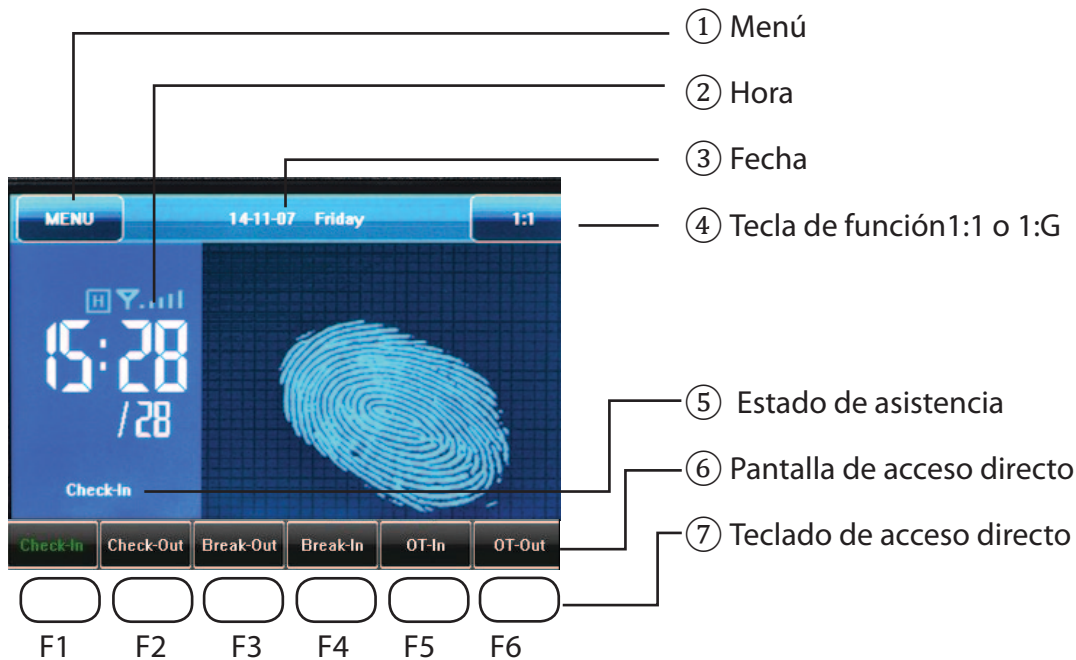 ① Menú
② Hora
③ Fecha
MENU
14-11-07 Friday
1:1
④ Tecla de función1:1 o 1:G
H
15:28
/28
⑤ Estado de asistencia
Check-In
⑥ Pantalla de acceso directo
Check-In Check-Out Break-Out Break-In OT-In OT-Out
⑦ Teclado de acceso directo
F1 F2 F3 F4 F5 F6